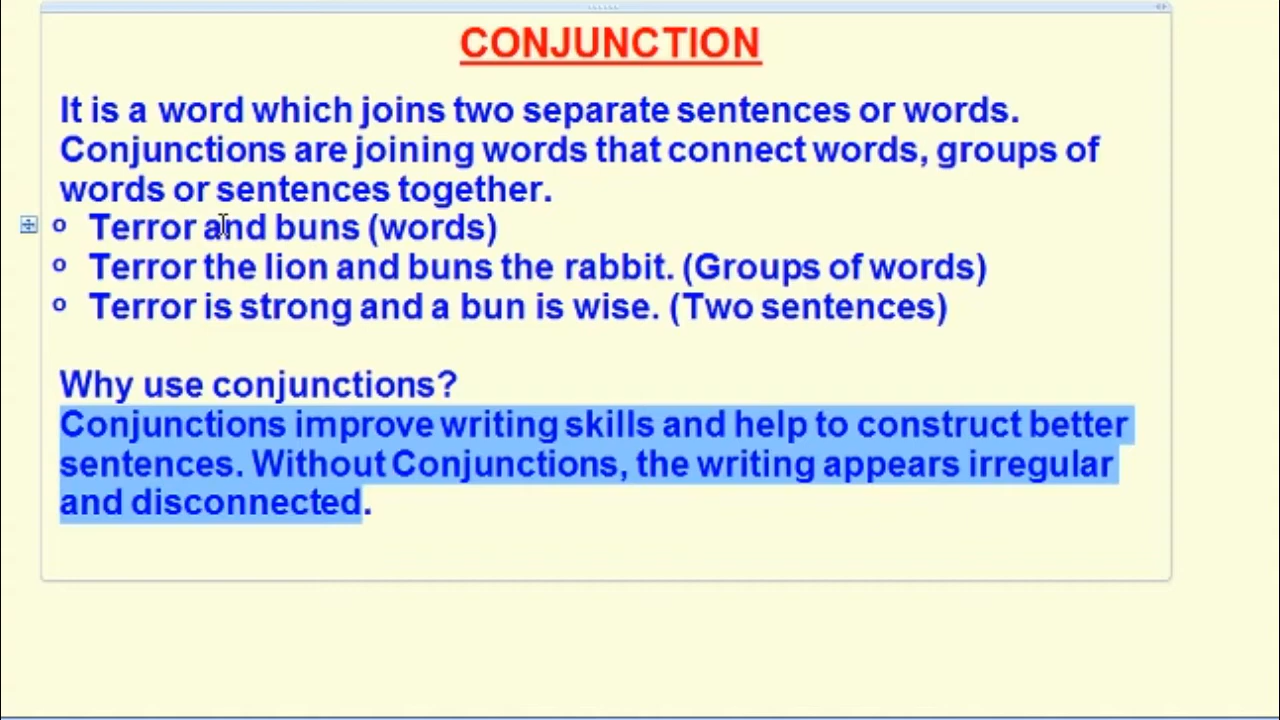 CONJUNCTION
It is a word which joins two separate sentences or words.
Conjunctions are joining words that connect words, groups of
words or sentences together.
o Terror and buns (words)
o Terror the lion and buns the rabbit. (Groups of words)
o Terror is strong and a bun is wise. (Two sentences)
Why use conjunctions?
Conjunctions improve writing skills and help to construct better
sentences. Without Conjunctions, the writing appears irregular
and disconnected.